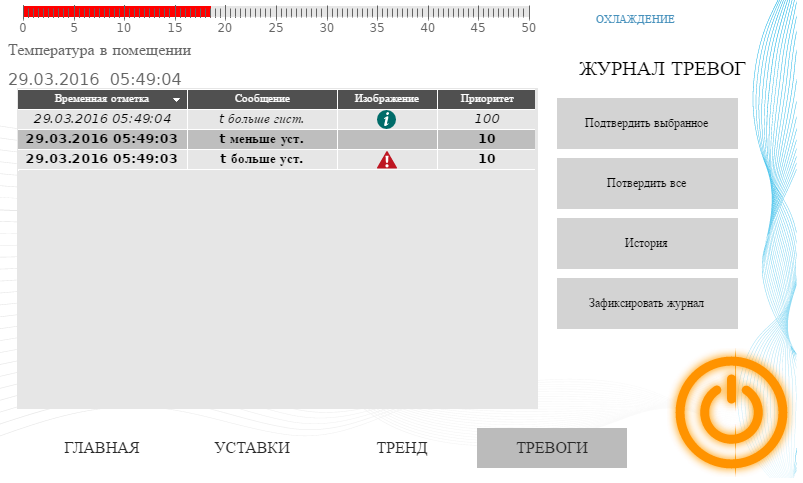 0 5 10 15 20 25 30 35 40 45 50
ОХЛАЖДЕНИЕ
Температура в помещении
ЖУРНАЛ ТРЕВОГ
29.03.2016 05:49:04
Временная отметка Сообщение Изображение Приоритет
29.03.2016 05:49:04 t больше гист. 100
29.03.2016 05:49:03 t меньше уст. 10
29.03.2016 05:49:03 t больше уст. 10
Подтвердить выбранное
Потвердить все
История
Зафиксировать журнал
ГЛАВНАЯ УСТАВКИ ТРЕНД ТРЕВОГИ